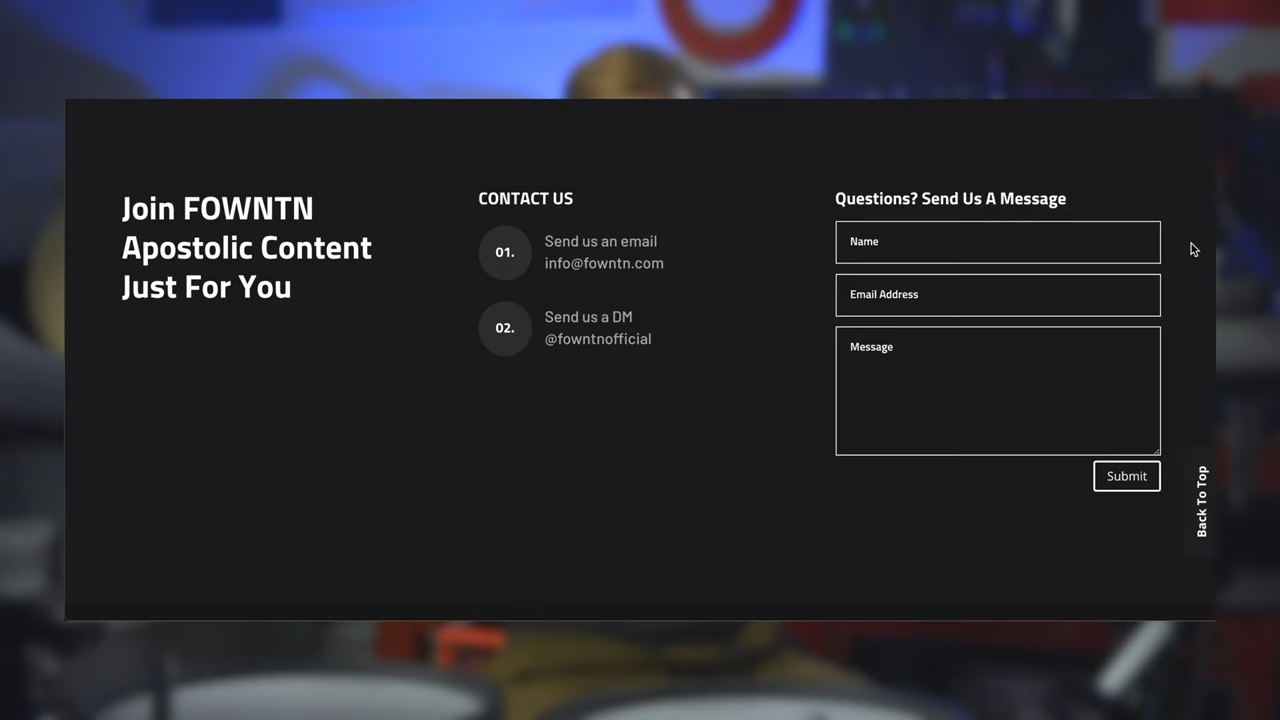 Join FOWNTN
Apostolic Content
Just For You
CONTACT US
01.
Send us an email
info@fowntn.com
02.
Send us a DM
@fowntnofficial
Questions? Send Us A Message
Name
Email Address
Message
Submit
Back To Top